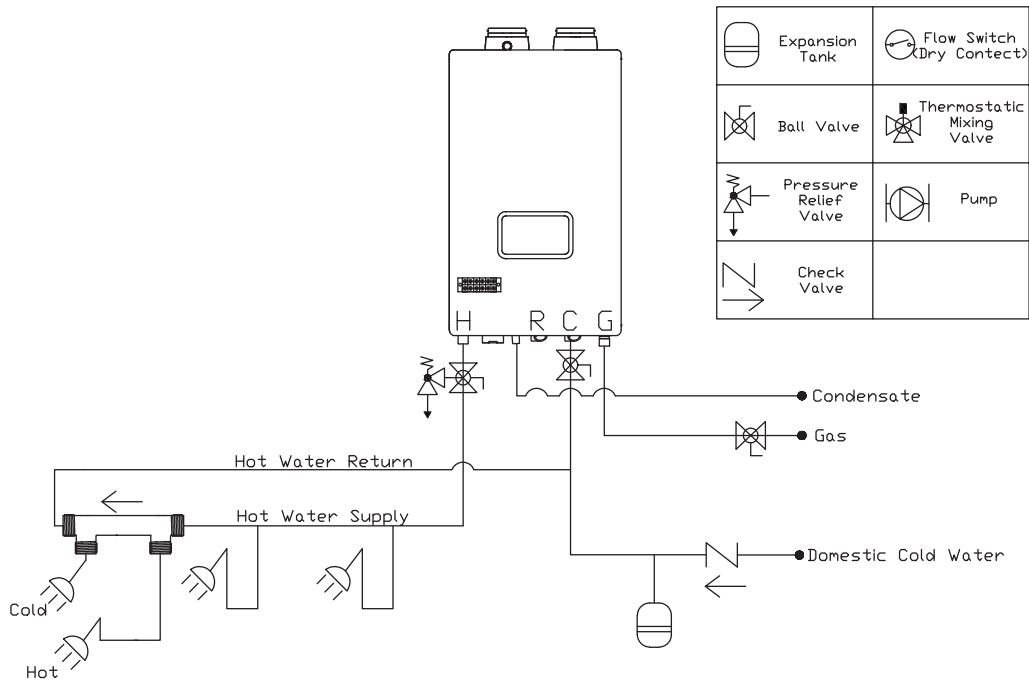 Expansion
Tank
Flow Switch
(Dry Contect)
Ball Valve
Thermostatic
Mixing
Valve
Pressure
Relief
Valve
Pump
Check
Valve
H R C G
Condensate
Gas
Hot Water Return
Hot Water Supply
Domestic Cold Water
Cold
Hot